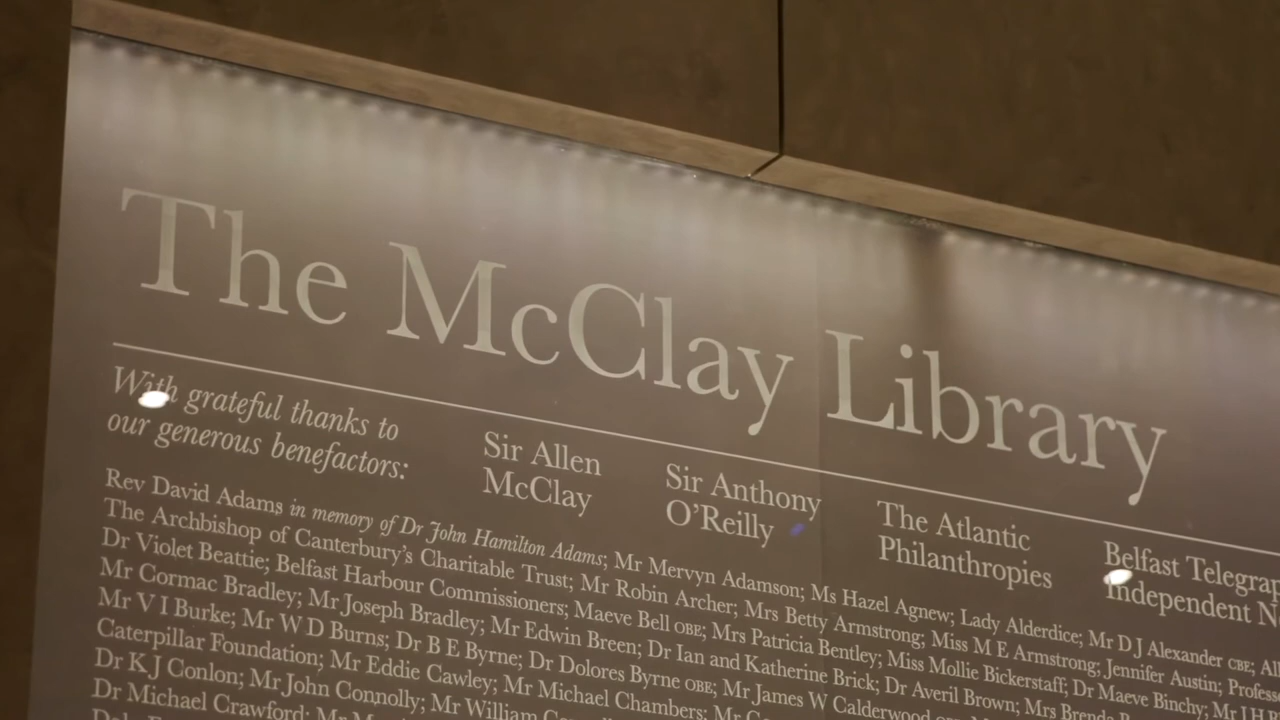 The McClay Library
With grateful thanks to
our generous benefactors:
Sir Allen
McClay
Sir Anthony
O'Reilly
The Atlantic
Philanthropies
Belfast Telegrap
Independent N
Rev David Adams in memory of Dr John Hamilton Adams; Mr Mervyn Adamson; Ms Hazel Agnew; Lady Alderdice; Mr D J Alexander CBE;
The Archbishop of Canterbury's Charitable Trust; Mr Robin Archer; Mrs Betty Armstrong; Miss M E Armstrong; Jennifer Austin;
Dr Violet Beattie; Belfast Harbour Commissioners; Maeve Bell OBE; Mrs Patricia Bentley; Miss Mollie Bickerstaff; Dr Maeve Binchy;
Mr Cormac Bradley; Mr Joseph Bradley; Mr Edwin Breen; Dr Ian and Katherine Brick; Dr Averil Brown; Mrs
Mr V I Burke; Mr W D Burns; Dr B E Byrne; Dr Dolores Byrne OBE; Mr James W Calderwood
Caterpillar Foundation; Mr Eddie Cawley; Mr Michael Chambers; Mr
Dr K J Conlon; Mr John Connolly; Mr William
Dr Michael Crawford; Mr